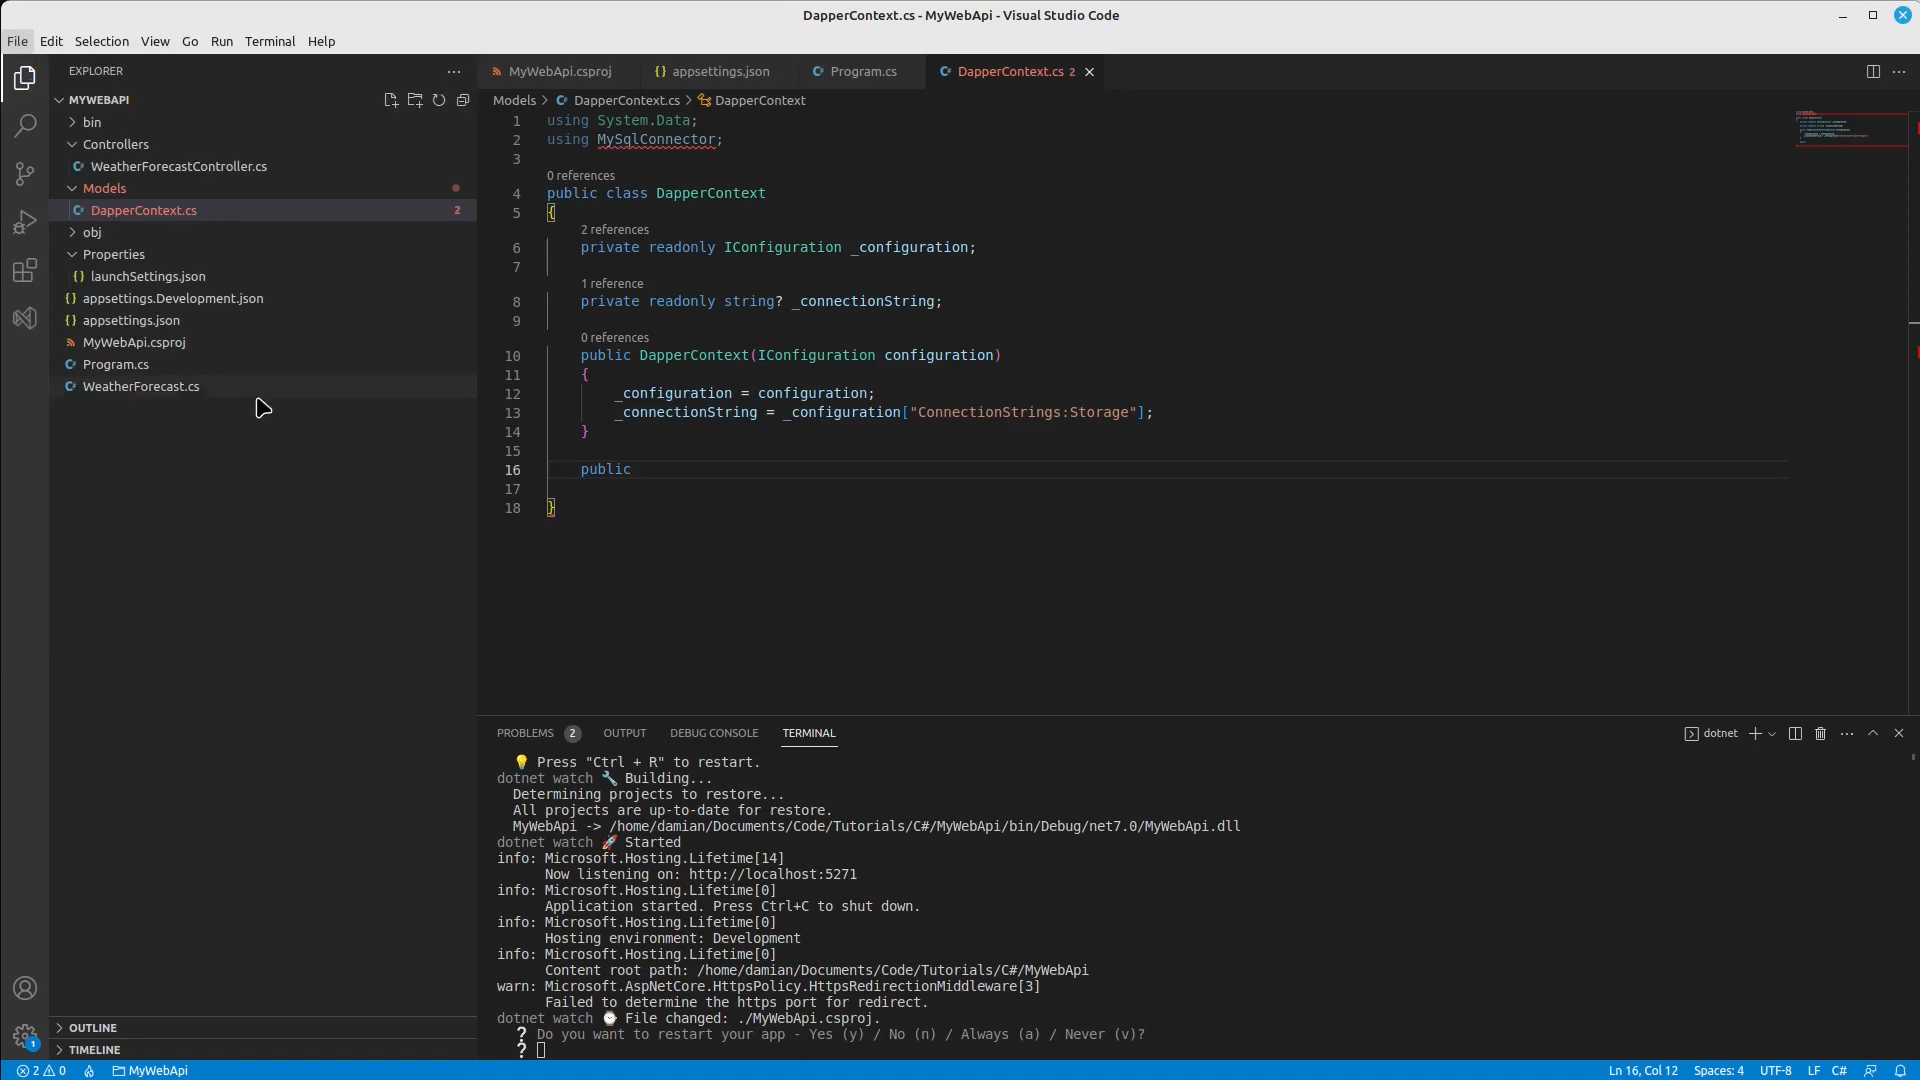 DapperContext.cs - MyWebApi - Visual Studio Code
File Edit Selection View Go Run Terminal Help
EXPLORER
MYWEBAPI
bin
Controllers
WeatherForecastController.cs
Models
DapperContext.cs 2
obj
Properties
launchSettings.json
appsettings.Development.json
appsettings.json
MyWebApi.csproj
Program.cs
WeatherForecast.cs
OUTLINE
TIMELINE
MyWebApi.csproj appsettings.json Program.cs DapperContext.cs 2
Models > DapperContext.cs > DapperContext
1 using System.Data;
2 using MySqlConnector;
3
0 references
4 public class DapperContext
5 {
2 references
6 private readonly IConfiguration _configuration;
7
1 reference
8 private readonly string? _connectionString;
9
0 references
10 public DapperContext(IConfiguration configuration)
11 {
12 _configuration = configuration;
13 _connectionString = _configuration["ConnectionStrings:Storage"];
14 }
15
16 public
17
18 }
PROBLEMS 2 OUTPUT DEBUG CONSOLE TERMINAL
dotnet
💡 Press "Ctrl + R" to restart.
dotnet watch 🔧 Building...
Determining projects to restore...
All projects are up-to-date for restore.
MyWebApi -> /home/damian/Documents/Code/Tutorials/C#/MyWebApi/bin/Debug/net7.0/MyWebApi.dll
dotnet watch 🚀 Started
info: Microsoft.Hosting.Lifetime[14]
Now listening on: http://localhost:5271
info: Microsoft.Hosting.Lifetime[0]
Application started. Press Ctrl+C to shut down.
info: Microsoft.Hosting.Lifetime[0]
Hosting environment: Development
info: Microsoft.Hosting.Lifetime[0]
Content root path: /home/damian/Documents/Code/Tutorials/C#/MyWebApi
warn: Microsoft.AspNetCore.HttpsPolicy.HttpsRedirectionMiddleware[3]
Failed to determine the https port for redirect.
dotnet watch ⌚ File changed: ./MyWebApi.csproj.
❔ Do you want to restart your app - Yes (y) / No (n) / Always (a) / Never (v)?
❔
1
2 0 MyWebApi Ln 16, Col 12 Spaces: 4 UTF-8 LF C#